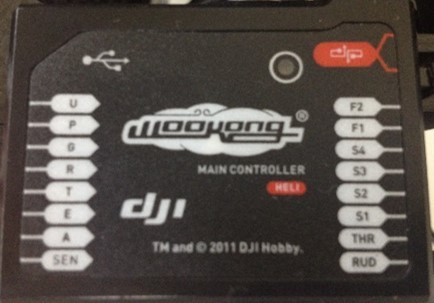 U
P
G
R
T
E
A
SEN
WooKong®
MAIN CONTROLLER
HELI
dji
TM and © 2011 DJI Hobby.
F2
F1
S4
S3
S2
S1
THR
RUD